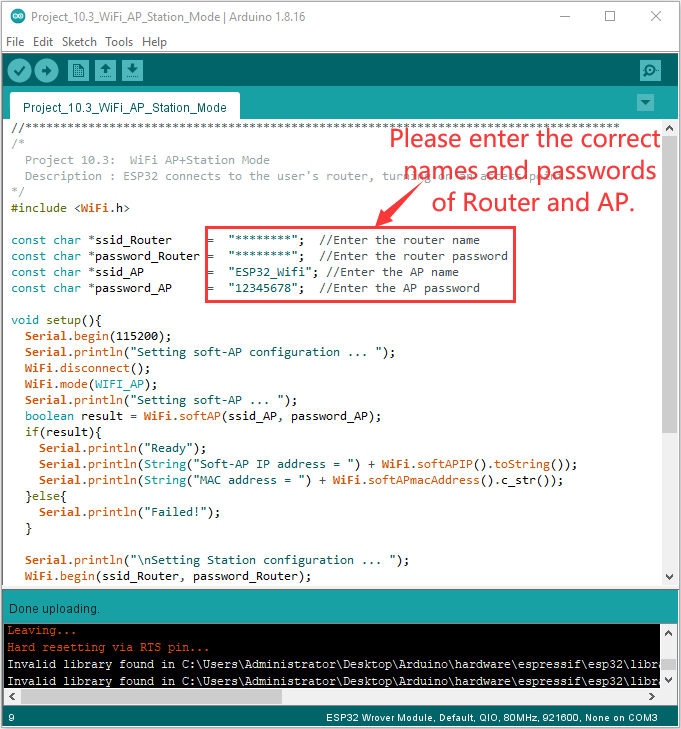 Project_10.3_WiFi_AP_Station_Mode | Arduino 1.8.16
File Edit Sketch Tools Help
Project_10.3_WiFi_AP_Station_Mode
//*************************************************************************************
/*
Please enter the correct
names and passwords
of Router and AP.
  Project 10.3:  WiFi AP+Station Mode
  Description : ESP32 connects to the user's router, turning on an access point
*/
#include <WiFi.h>
const char *ssid_Router     =  "********";  //Enter the router name
const char *password_Router =  "********";  //Enter the router password
const char *ssid_AP         =  "ESP32_Wifi"; //Enter the AP name
const char *password_AP     =  "12345678";  //Enter the AP password
void setup(){
  Serial.begin(115200);
  Serial.println("Setting soft-AP configuration ... ");
  WiFi.disconnect();
  WiFi.mode(WIFI_AP);
  Serial.println("Setting soft-AP ... ");
  boolean result = WiFi.softAP(ssid_AP, password_AP);
  if(result){
    Serial.println("Ready");
    Serial.println(String("Soft-AP IP address = ") + WiFi.softAPIP().toString());
    Serial.println(String("MAC address = ") + WiFi.softAPmacAddress().c_str());
  }else{
    Serial.println("Failed!");
  }
  Serial.println("\nSetting Station configuration ... ");
  WiFi.begin(ssid_Router, password_Router);
Done uploading.
Leaving...
Hard resetting via RTS pin...
Invalid library found in C:\Users\Administrator\Desktop\Arduino\hardware\espressif\esp32\libra
Invalid library found in C:\Users\Administrator\Desktop\Arduino\hardware\espressif\esp32\libra
9
ESP32 Wrover Module, Default, QIO, 80MHz, 921600, None on COM3